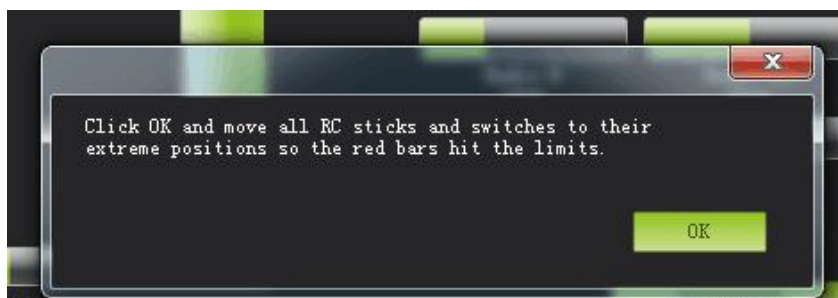 Click OK and move all RC sticks and switches to their
extreme positions so the red bars hit the limits.
OK